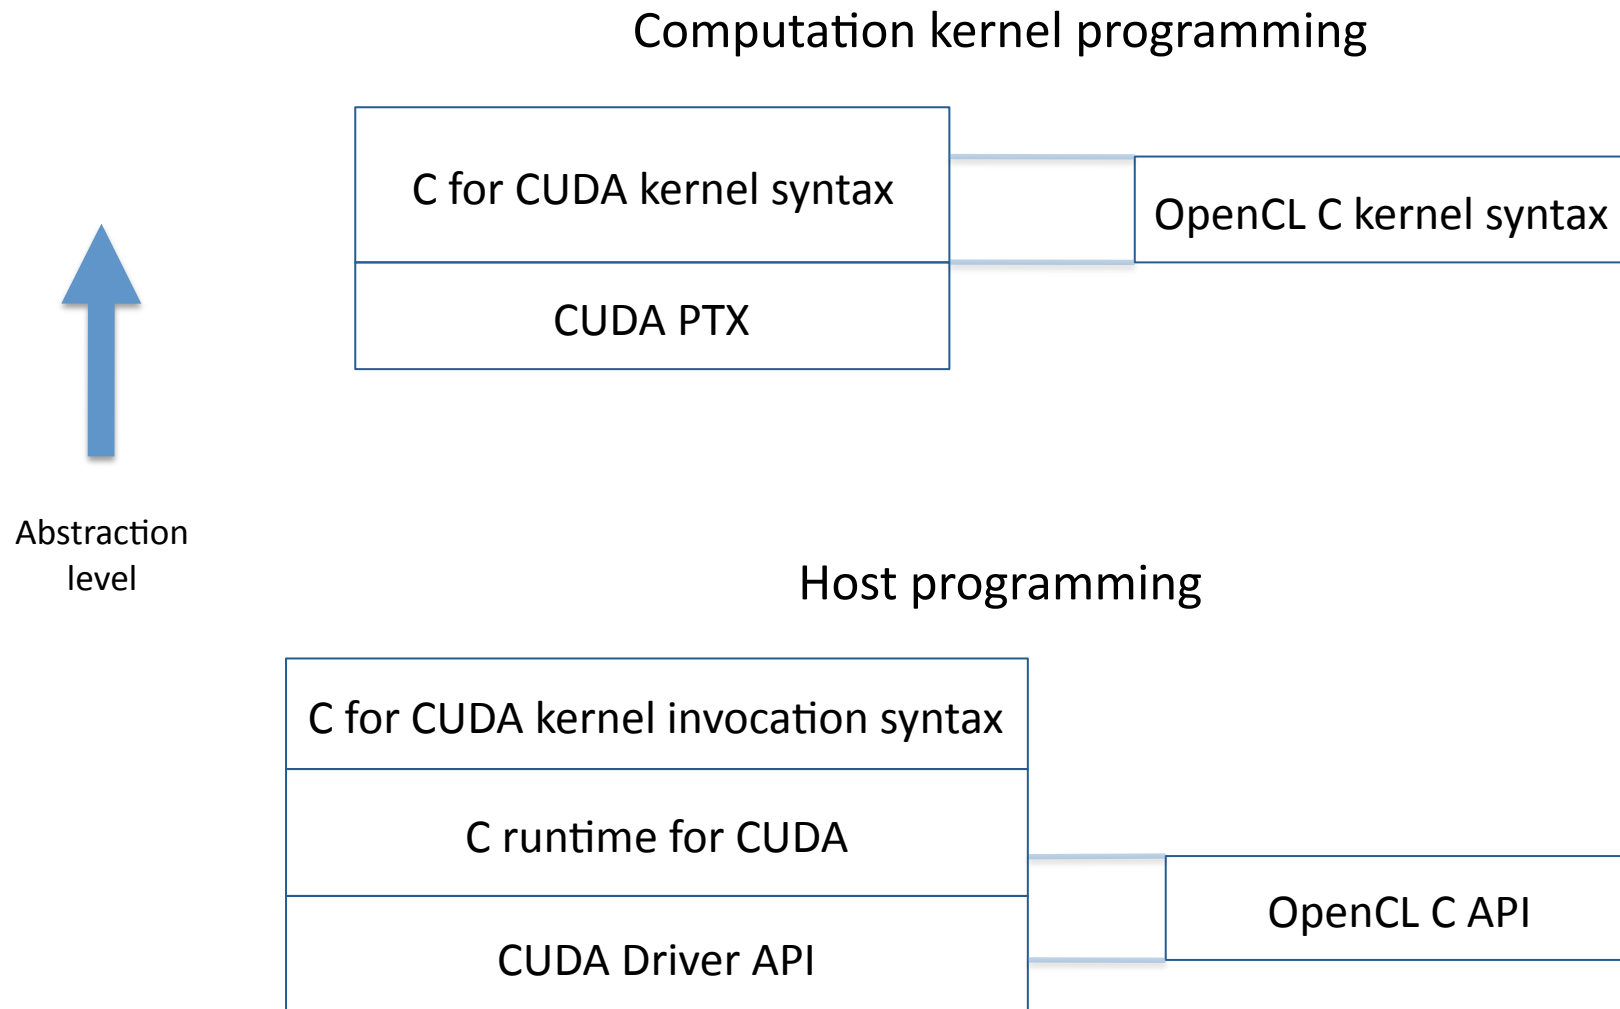 Computation kernel programming
C for CUDA kernel syntax
OpenCL C kernel syntax
CUDA PTX
Abstraction
level
Host programming
C for CUDA kernel invocation syntax
C runtime for CUDA
OpenCL C API
CUDA Driver API